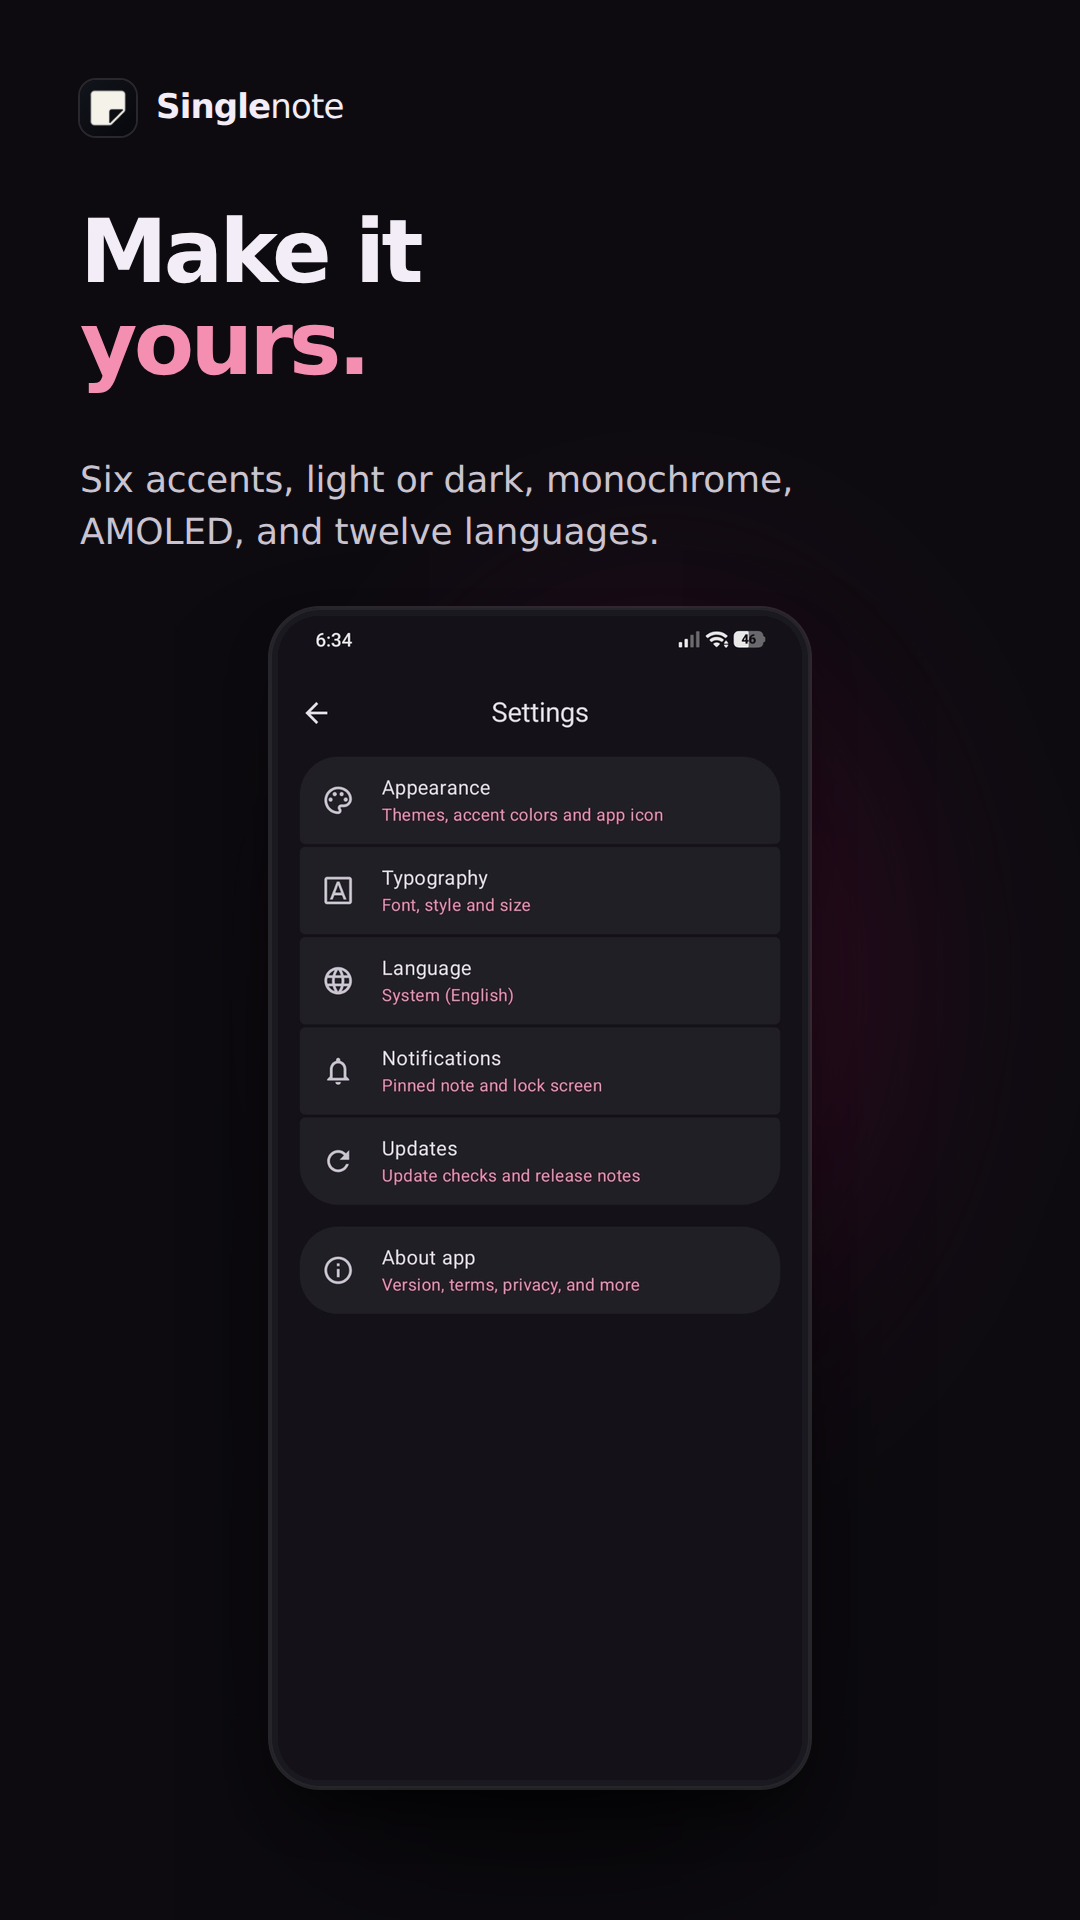 Singlenote
Make it
yours.
Six accents, light or dark, monochrome,
AMOLED, and twelve languages.
6:34
46
Settings
Appearance
Themes, accent colors and app icon
Typography
Font, style and size
Language
System (English)
Notifications
Pinned note and lock screen
Updates
Update checks and release notes
About app
Version, terms, privacy, and more